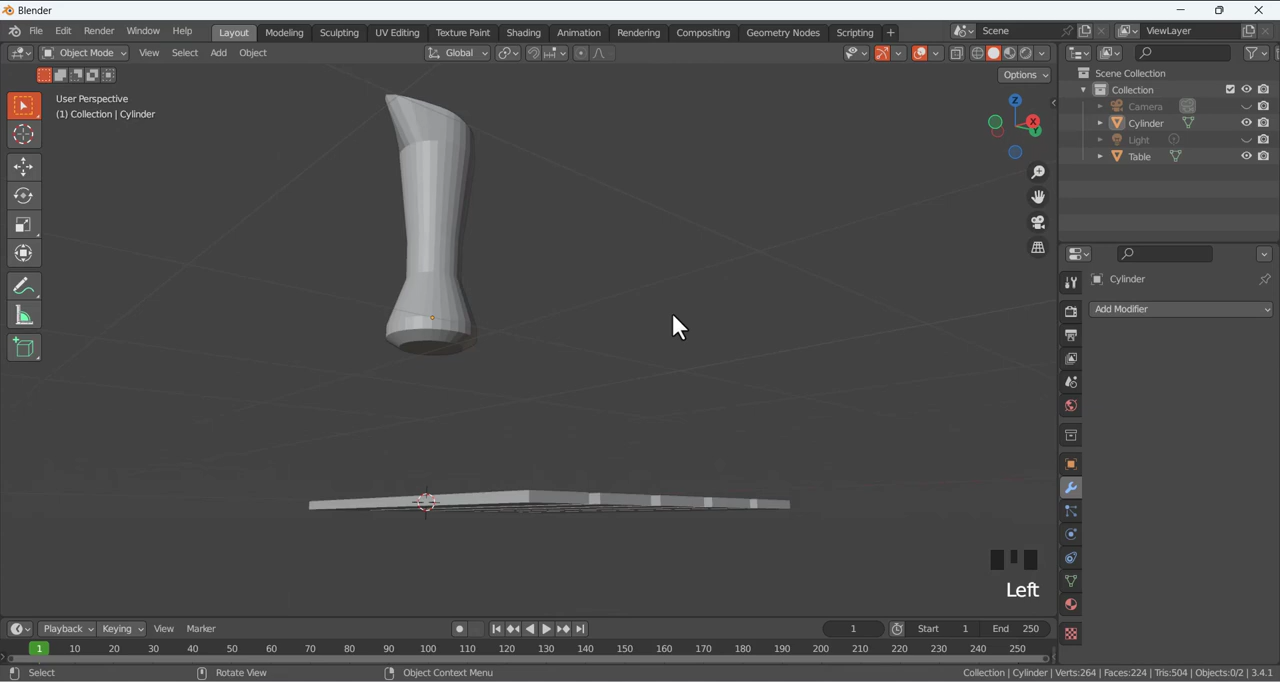 Blender
File Edit Render Window Help Layout Modeling Sculpting UV Editing Texture Paint Shading Animation Rendering Compositing Geometry Nodes Scripting + Scene ViewLayer
Object Mode View Select Add Object Global
Options
User Perspective
(1) Collection | Cylinder
Z
X
Y
Scene Collection
Collection
Camera
Cylinder
Light
Table
Cylinder
Add Modifier
Left
Playback Keying View Marker 1 Start 1 End 250
1 10 20 30 40 50 60 70 80 90 100 110 120 130 140 150 160 170 180 190 200 210 220 230 240 250
Select Rotate View Object Context Menu Collection | Cylinder | Verts:264 | Faces:224 | Tris:504 | Objects:0/2 | 3.4.1